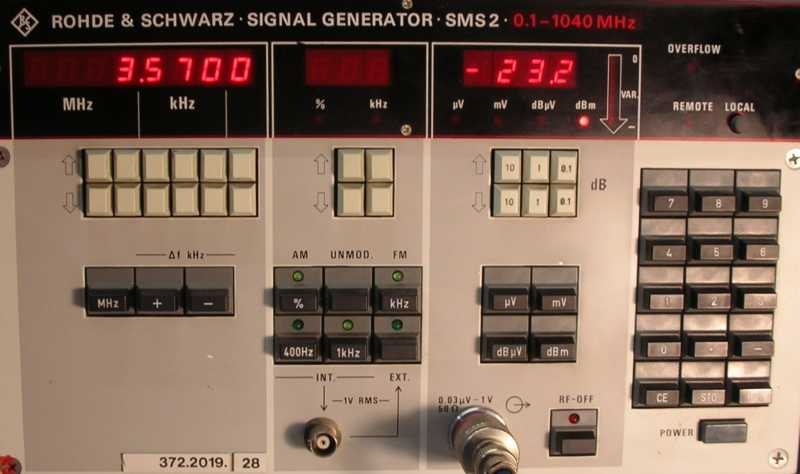 R&S ROHDE & SCHWARZ · SIGNAL GENERATOR · SMS 2 · 0.1–1040 MHz
3.5700 -23.2
MHz kHz
% kHz
µV mV dBµV dBm
0 VAR. –
OVERFLOW
REMOTE LOCAL
10 1 0.1
10 1 0.1
dB
Δf kHz
MHz + −
AM UNMOD. FM
% kHz
400Hz 1kHz
INT. EXT.
1V RMS
µV mV
dBµV dBm
0.03µV–1V
50Ω
RF-OFF
7 8 9
4 5 6
1 2 3
0 · −
CE STO
POWER
372.2019. 28